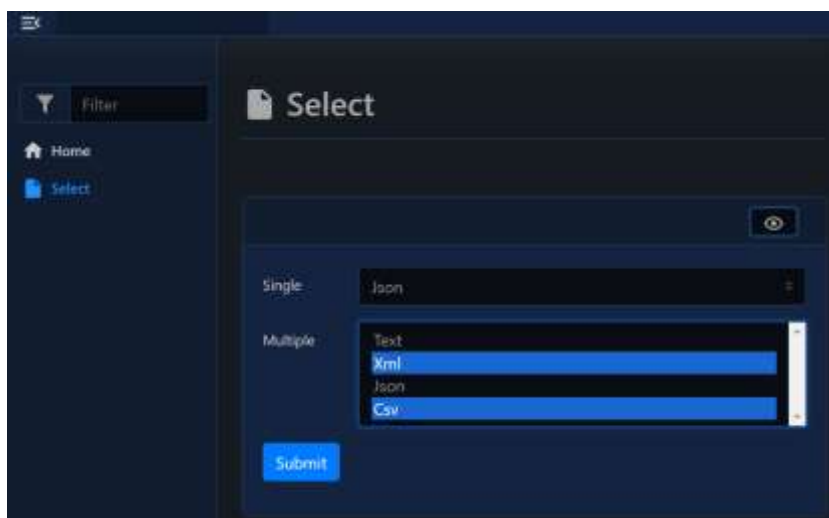 Filter
Select
Home
Select
Single
Json
Multiple
Text
Xml
Json
Csv
Submit